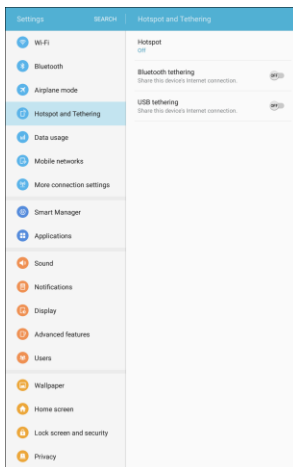 Settings
SEARCH
Hotspot and Tethering
Wi-Fi
Bluetooth
Airplane mode
Hotspot and Tethering
Data usage
Mobile networks
More connection settings
Smart Manager
Applications
Sound
Notifications
Display
Advanced features
Users
Wallpaper
Home screen
Lock screen and security
Privacy
Hotspot
Off
Bluetooth tethering
Share this device's Internet connection.
OFF
USB tethering
Share this device's Internet connection.
OFF